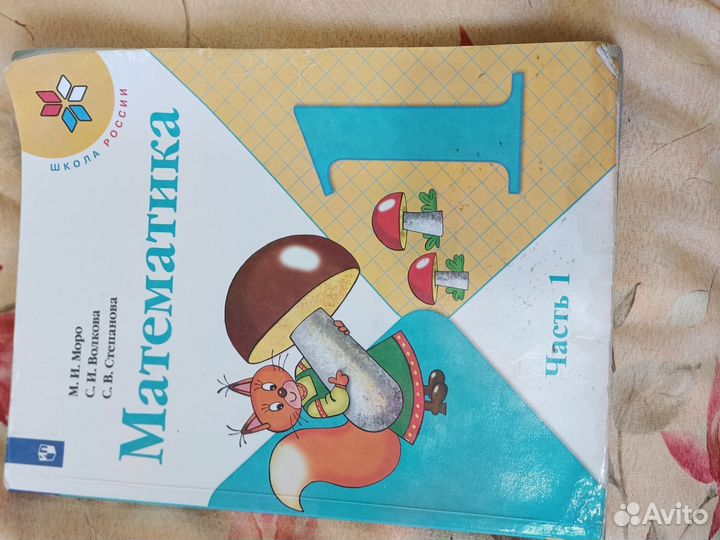 ШКОЛА РОССИИ
М. И. Моро
С. И. Волкова
С. В. Степанова
Математика
1
Часть 1
Avito